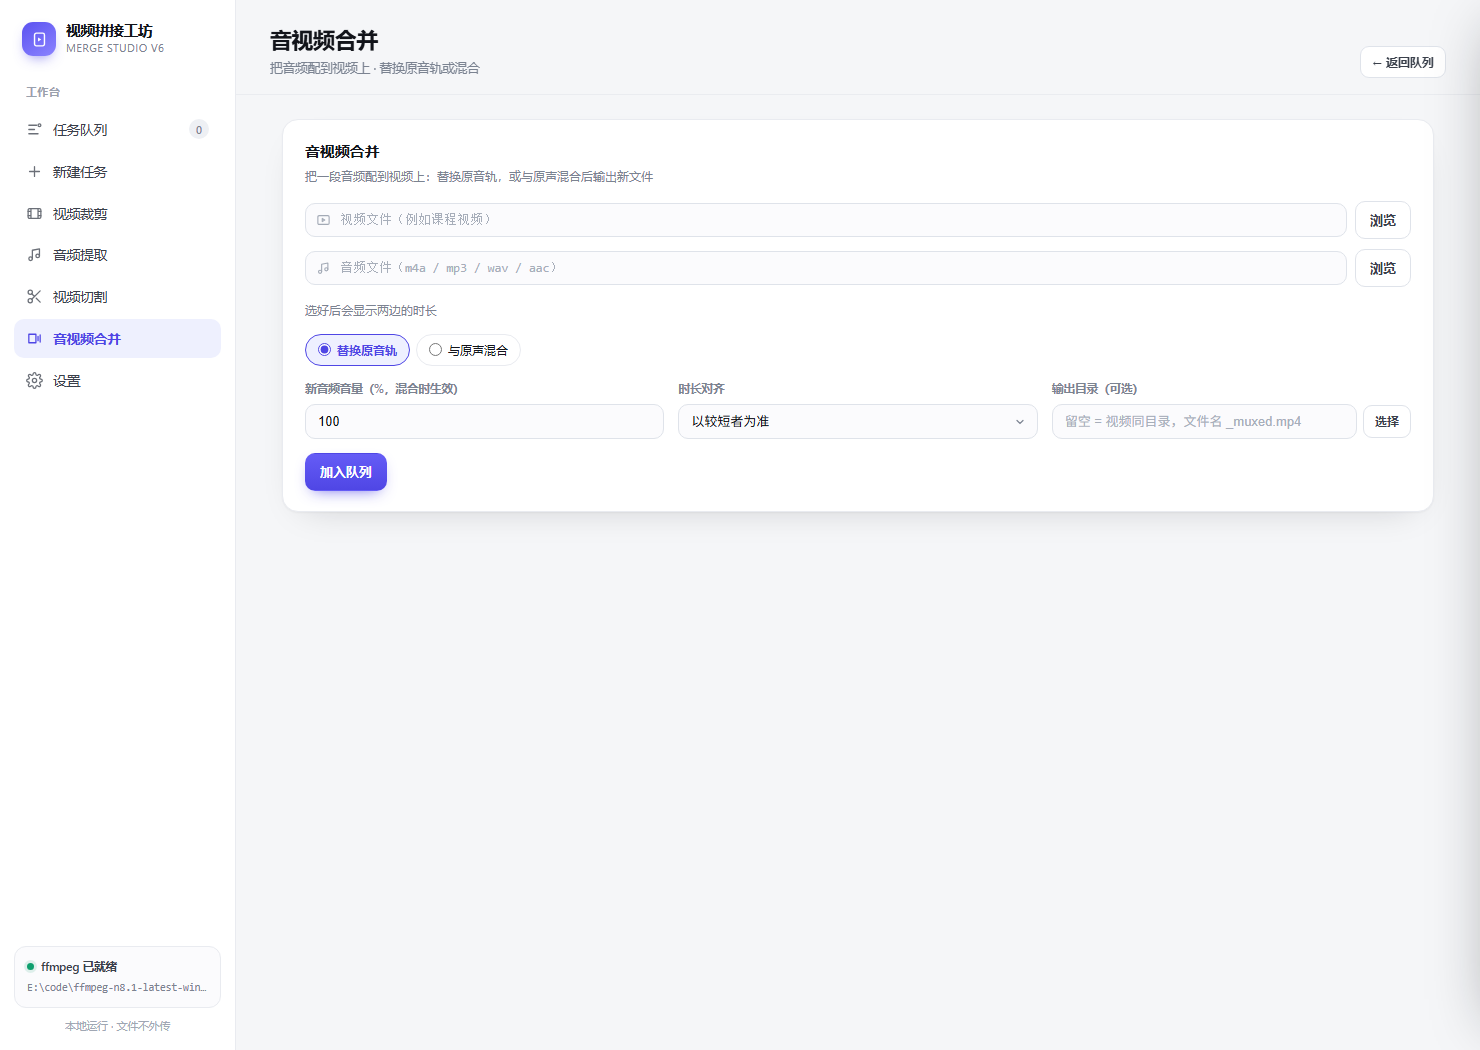 视频拼接工坊
MERGE STUDIO V6
工作台
任务队列 0
新建任务
视频裁剪
音频提取
视频切割
音视频合并
设置
ffmpeg 已就绪
E:\code\ffmpeg-n8.1-latest-win…
本地运行 · 文件不外传
音视频合并
把音频配到视频上 · 替换原音轨或混合
← 返回队列
音视频合并
把一段音频配到视频上：替换原音轨，或与原声混合后输出新文件
视频文件（例如课程视频） 浏览
音频文件（m4a / mp3 / wav / aac） 浏览
选好后会显示两边的时长
替换原音轨 与原声混合
新音频音量（%，混合时生效） 时长对齐 输出目录（可选）
100 以较短者为准 留空 = 视频同目录，文件名 _muxed.mp4 选择
加入队列